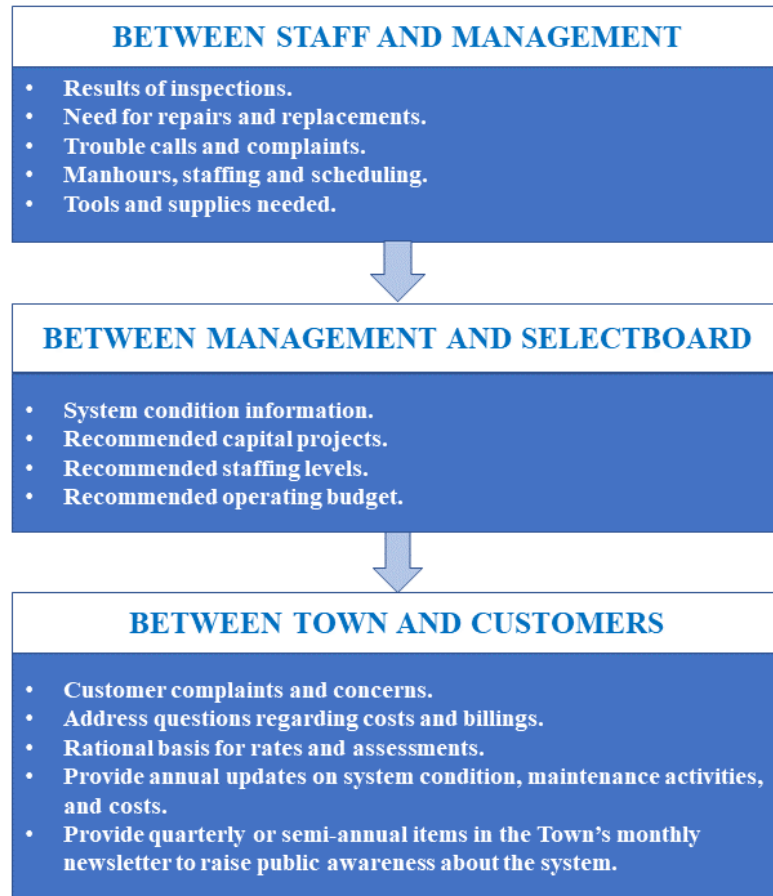 BETWEEN STAFF AND MANAGEMENT
• Results of inspections.
• Need for repairs and replacements.
• Trouble calls and complaints.
• Manhours, staffing and scheduling.
• Tools and supplies needed.
BETWEEN MANAGEMENT AND SELECTBOARD
• System condition information.
• Recommended capital projects.
• Recommended staffing levels.
• Recommended operating budget.
BETWEEN TOWN AND CUSTOMERS
• Customer complaints and concerns.
• Address questions regarding costs and billings.
• Rational basis for rates and assessments.
• Provide annual updates on system condition, maintenance activities,
and costs.
• Provide quarterly or semi-annual items in the Town’s monthly
newsletter to raise public awareness about the system.